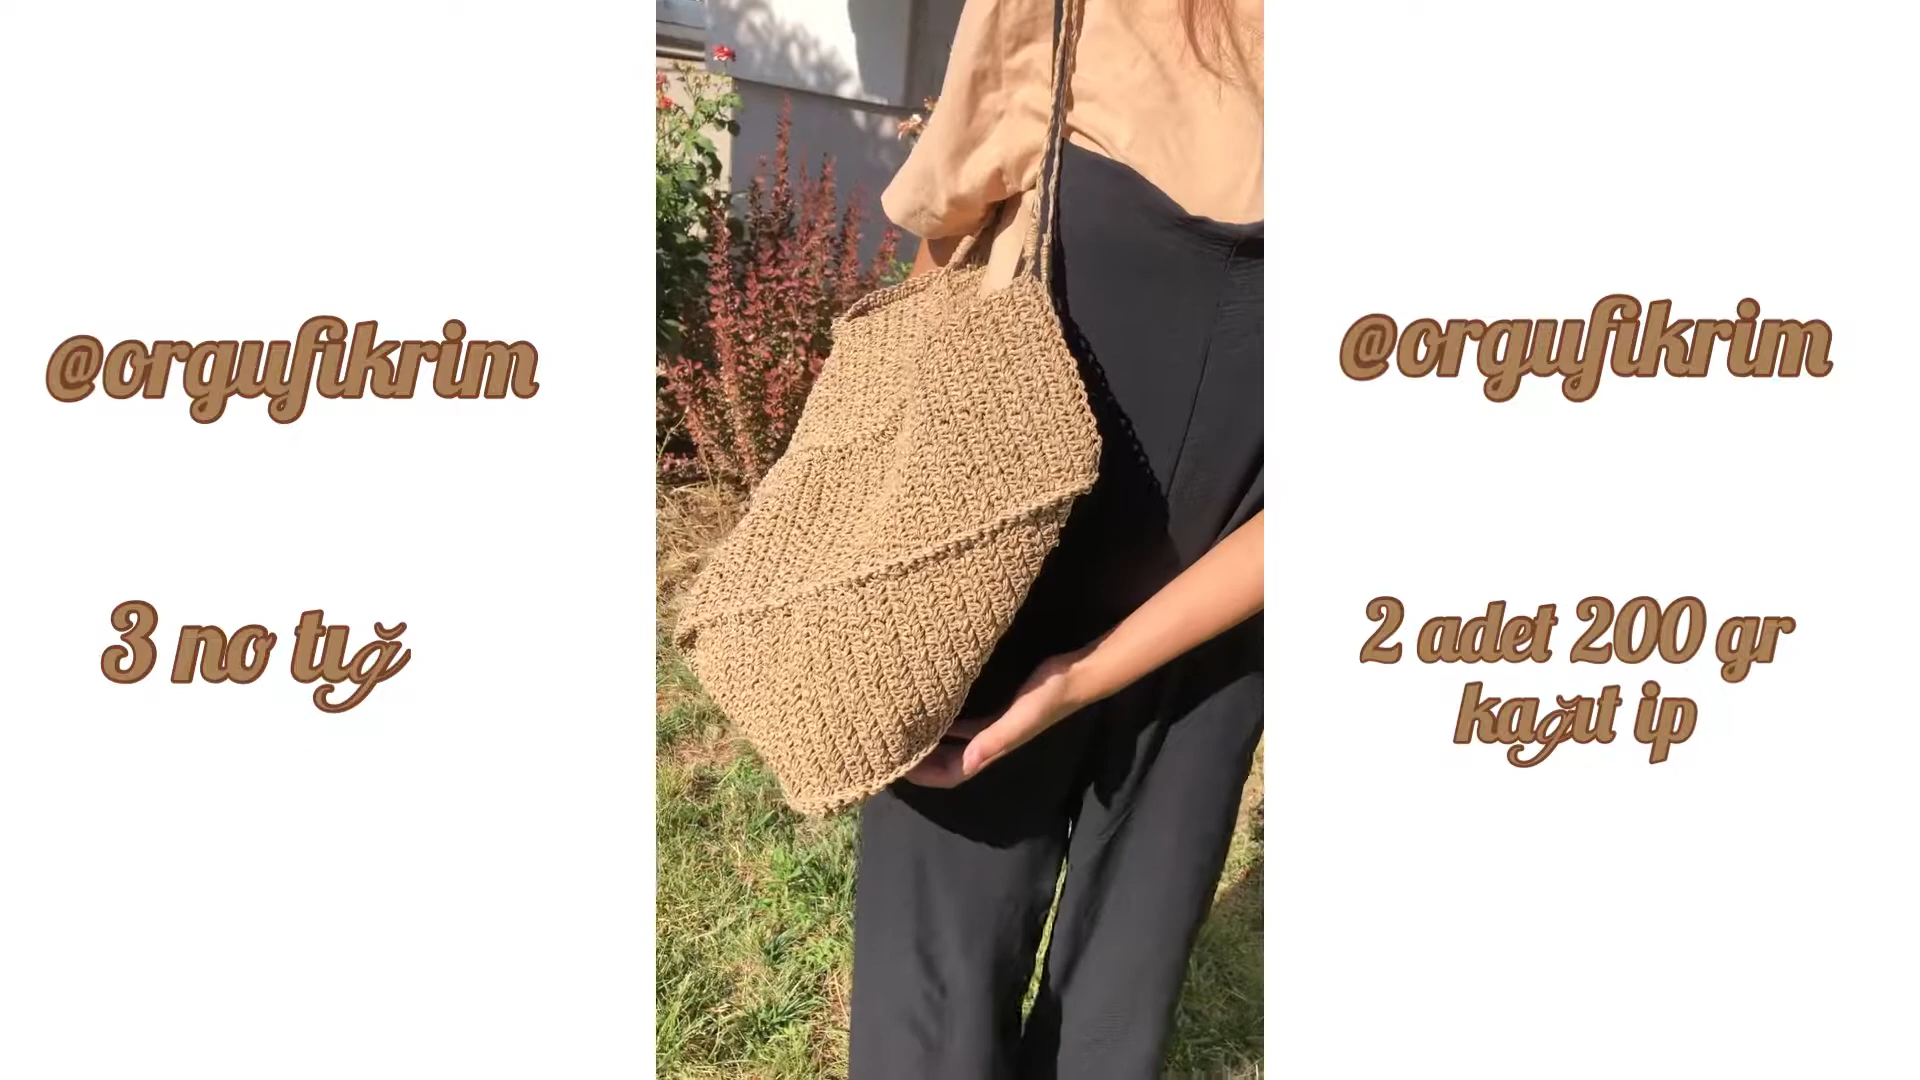 @orgufikrim
3 no tığ
@orgufikrim
2 adet 200 gr
kağıt ip